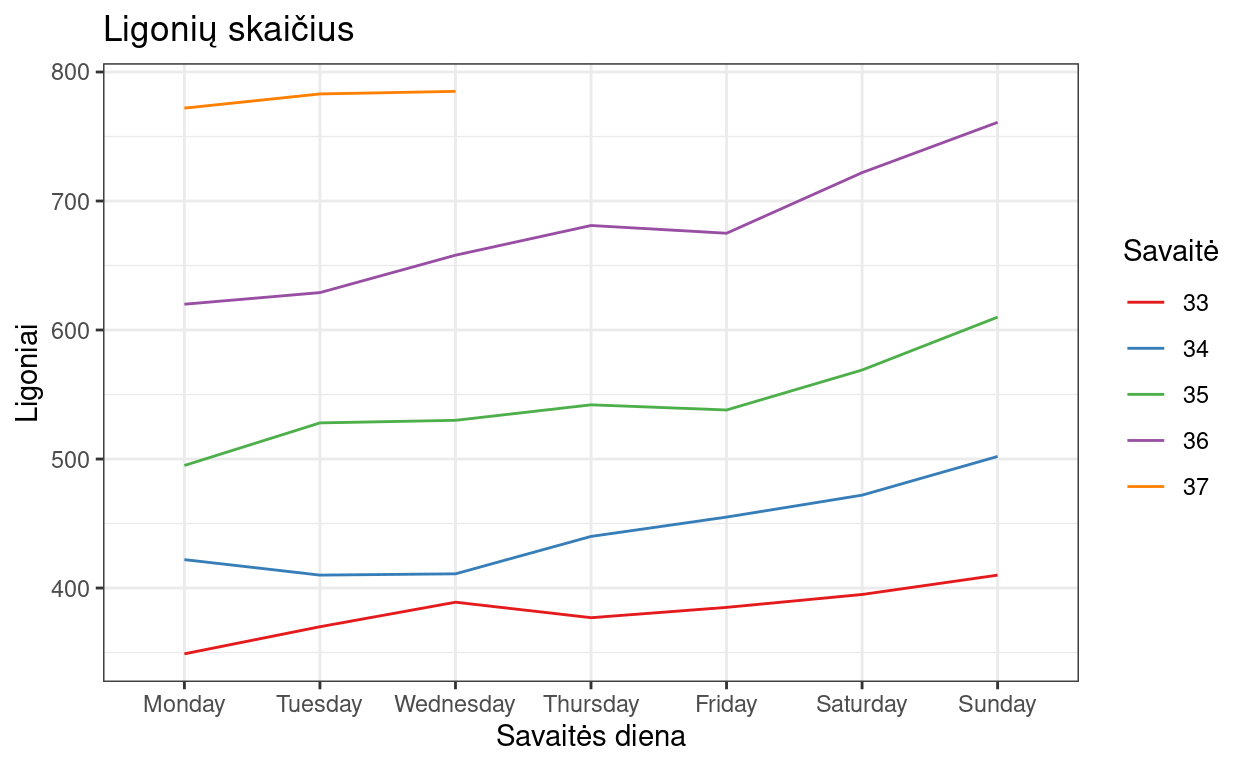 Ligonių skaičius
800
700
600
500
400
Ligoniai
Monday Tuesday Wednesday Thursday Friday Saturday Sunday
Savaitės diena
Savaitė
33
34
35
36
37